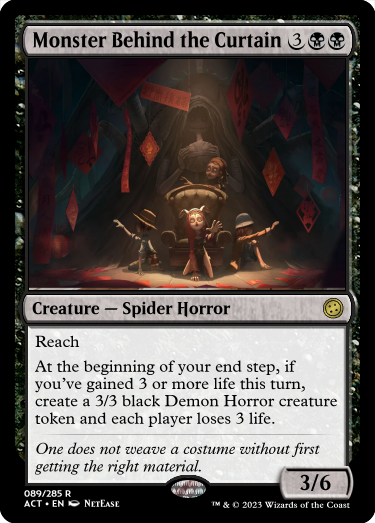 Monster Behind the Curtain 3
Creature — Spider Horror
Reach
At the beginning of your end step, if
you've gained 3 or more life this turn,
create a 3/3 black Demon Horror creature
token and each player loses 3 life.
One does not weave a costume without first
getting the right material.
3/6
089/285 R
ACT • EN NetEase
™ & © 2023 Wizards of the Coast